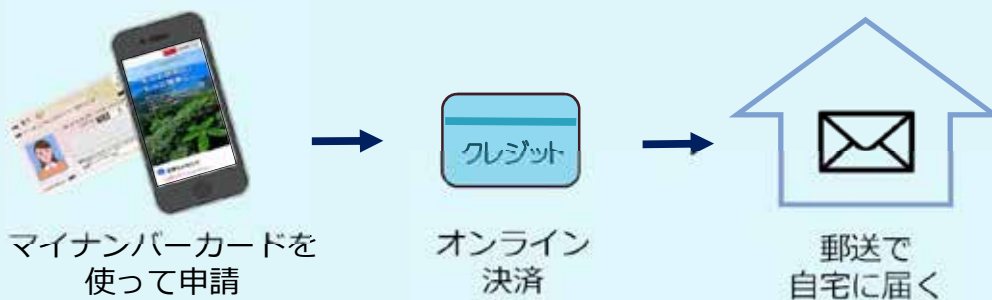 クレジット
マイナンバーカードを
使って申請
オンライン
決済
郵送で
自宅に届く